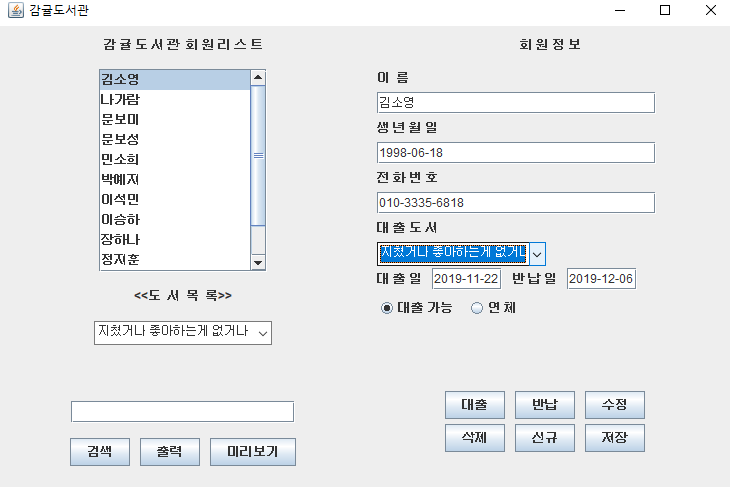 감귤도서관
감귤도서관 회원리스트
김소영
나가람
문보미
문보성
민소희
박예지
이석민
이승하
장하나
정지훈
<<도 서 목 록>>
지쳤거나 좋아하는게 없거나
검색 출력 미리보기
회원정보
이 름
김소영
생년월일
1998-06-18
전화번호
010-3335-6818
대출도서
지쳤거나 좋아하는게 없거나
대출일 2019-11-22 반납일 2019-12-06
대출 가능 연체
대출 반납 수정
삭제 신규 저장